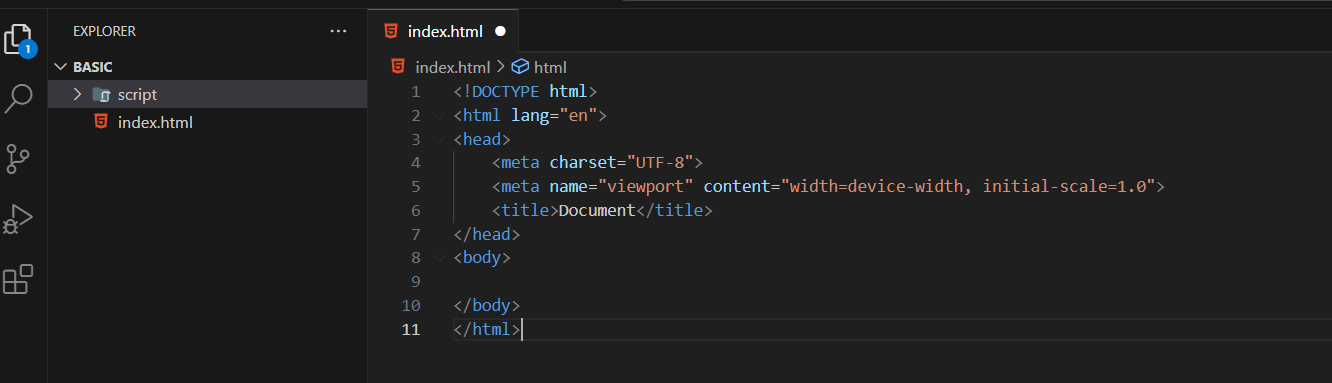 EXPLORER
BASIC
script
index.html
1
index.html
index.html > html
1 <!DOCTYPE html>
2 <html lang="en">
3 <head>
4     <meta charset="UTF-8">
5     <meta name="viewport" content="width=device-width, initial-scale=1.0">
6     <title>Document</title>
7 </head>
8 <body>
9
10 </body>
11 </html>